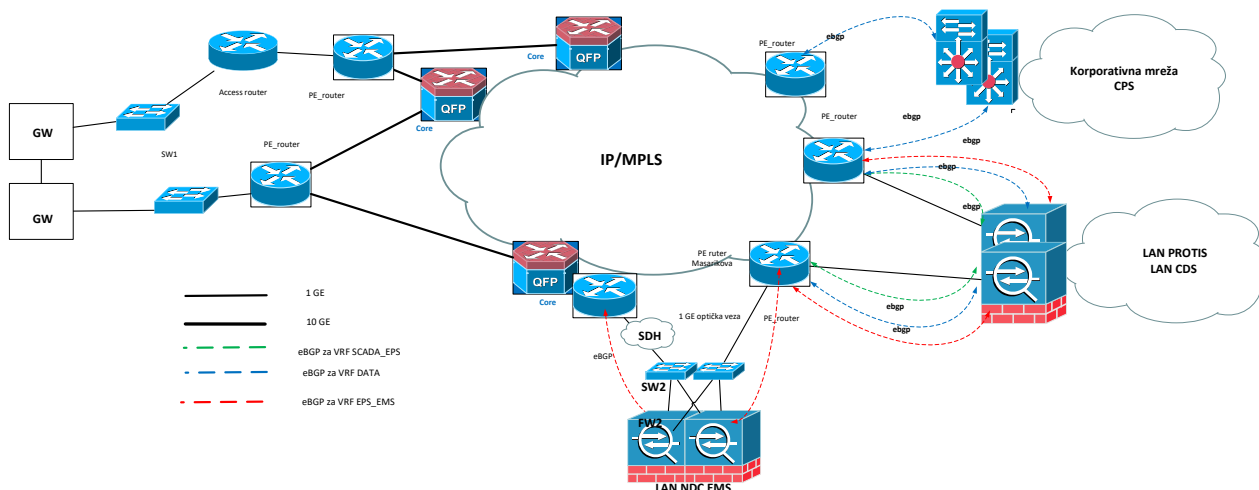 PE_router
ebgp
QFP
Core
Access router
PE_router
QFP
Core
Korporativna mreža
CPS
ebgp
PE_router
ebgp
GW
SW1
PE_router
IP/MPLS
ebgp
GW
ebgp
PE ruter
Masarikova
LAN PROTIS
LAN CDS
QFP
Core
1 GE
10 GE
eBGP za VRF SCADA_EPS
eBGP za VRF DATA
eBGP za VRF EPS_EMS
1 GE optička veza
PE_router
ebgp
ebgp
SDH
eBGP
SW2
FW2
LAN NDC EMS